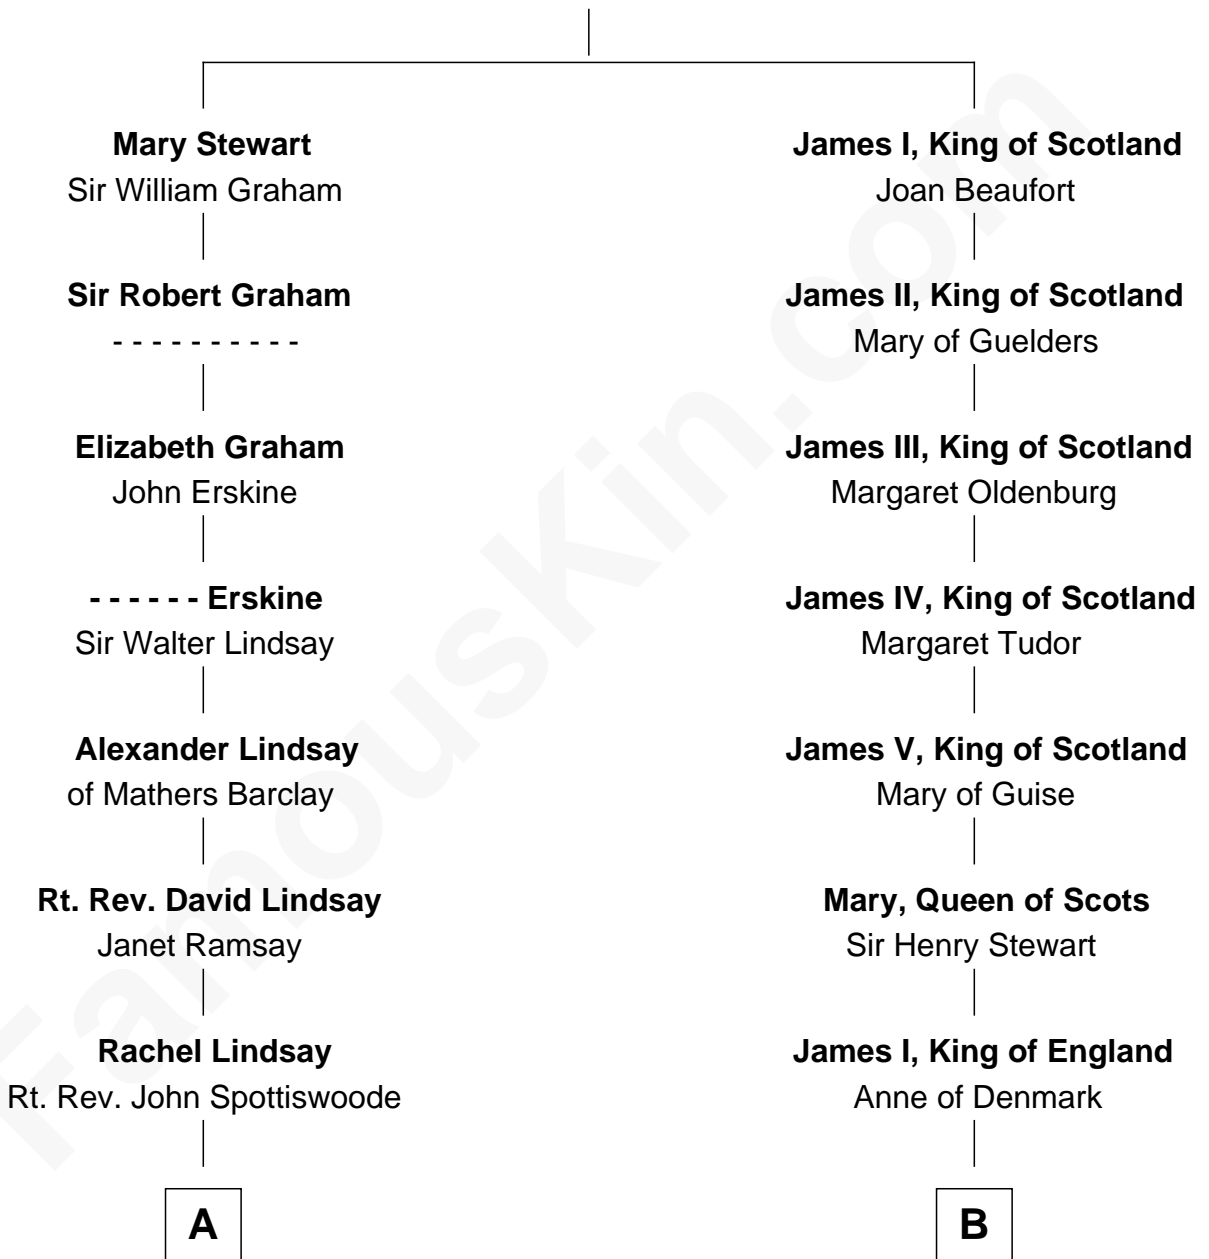 Mary Stewart
Sir William Graham
Sir Robert Graham
- - - - - - - - - -
Elizabeth Graham
John Erskine
- - - - - - Erskine
Sir Walter Lindsay
Alexander Lindsay
of Mathers Barclay
Rt. Rev. David Lindsay
Janet Ramsay
Rachel Lindsay
Rt. Rev. John Spottiswoode
A
James I, King of Scotland
Joan Beaufort
James II, King of Scotland
Mary of Guelders
James III, King of Scotland
Margaret Oldenburg
James IV, King of Scotland
Margaret Tudor
James V, King of Scotland
Mary of Guise
Mary, Queen of Scots
Sir Henry Stewart
James I, King of England
Anne of Denmark
B
FamousKin.com